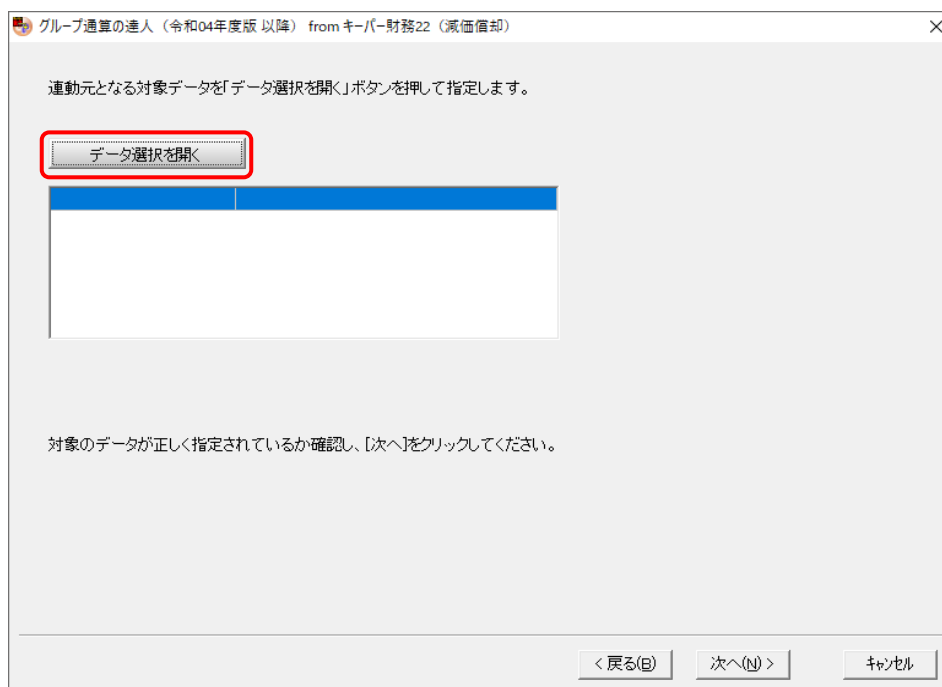 グループ通算の達人（令和04年度版 以降） from キーパー財務22（減価償却）
連動元となる対象データを「データ選択を開く」ボタンを押して指定します。
データ選択を開く
対象のデータが正しく指定されているか確認し、[次へ]をクリックしてください。
< 戻る(B)
次へ(N) >
ｷｬﾝｾﾙ